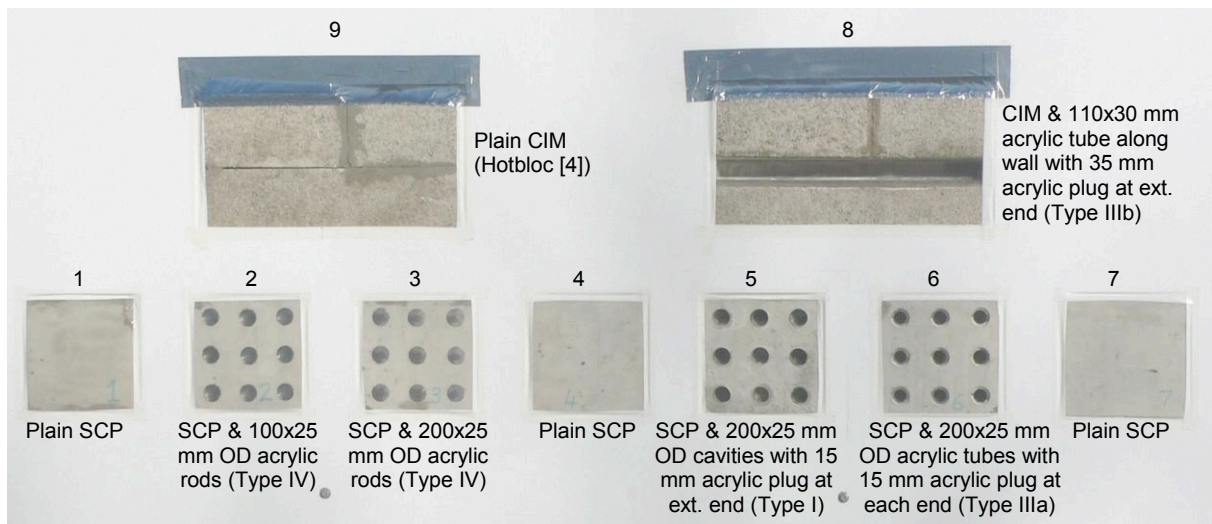 9
8
Plain CIM
(Hotbloc [4])
CIM & 110x30 mm
acrylic tube along
wall with 35 mm
acrylic plug at ext.
end (Type IIIb)
1
2
3
4
5
6
7
1
2
3
4
6
7
Plain SCP
SCP & 100x25
mm OD acrylic
rods (Type IV)
SCP & 200x25
mm OD acrylic
rods (Type IV)
Plain SCP
SCP & 200x25 mm
OD cavities with 15
mm acrylic plug at
ext. end (Type I)
SCP & 200x25 mm
OD acrylic tubes with
15 mm acrylic plug at
each end (Type IIIa)
Plain SCP